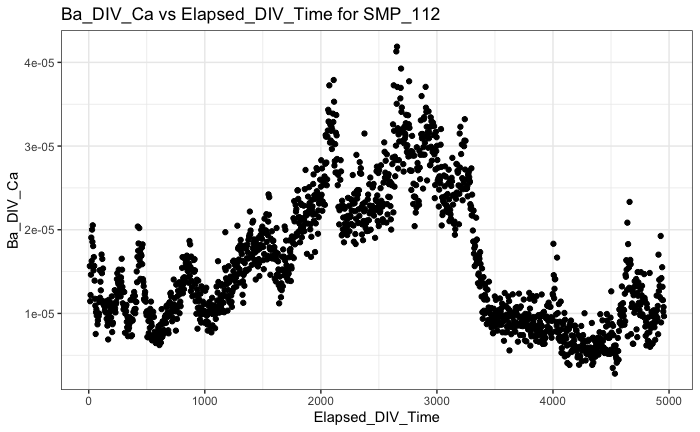 Ba_DIV_Ca vs Elapsed_DIV_Time for SMP_112
4e-05
3e-05
2e-05
1e-05
Ba_DIV_Ca
0 1000 2000 3000 4000 5000
Elapsed_DIV_Time